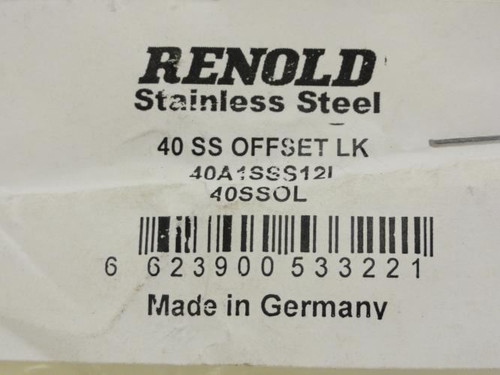 RENOLD
Stainless Steel
40 SS OFFSET LK
40A1SSS12I
40SSOL
6 623900 533221
Made in Germany